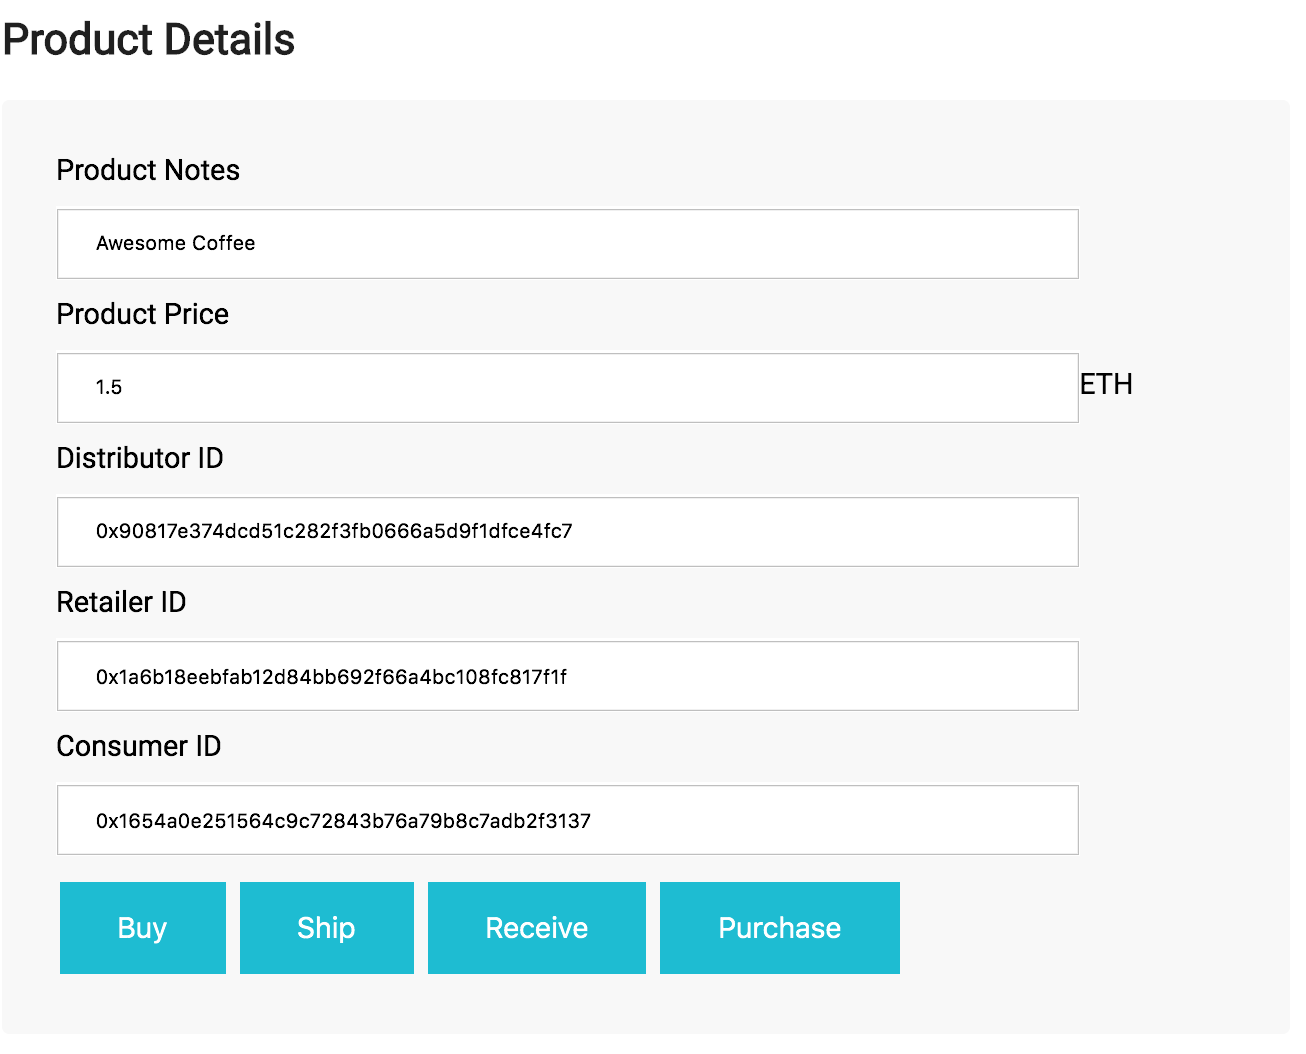 Product Details
Product Notes
Awesome Coffee
Product Price
1.5
ETH
Distributor ID
0x90817e374dcd51c282f3fb0666a5d9f1dfce4fc7
Retailer ID
0x1a6b18eebfab12d84bb692f66a4bc108fc817f1f
Consumer ID
0x1654a0e251564c9c72843b76a79b8c7adb2f3137
Buy Ship Receive Purchase